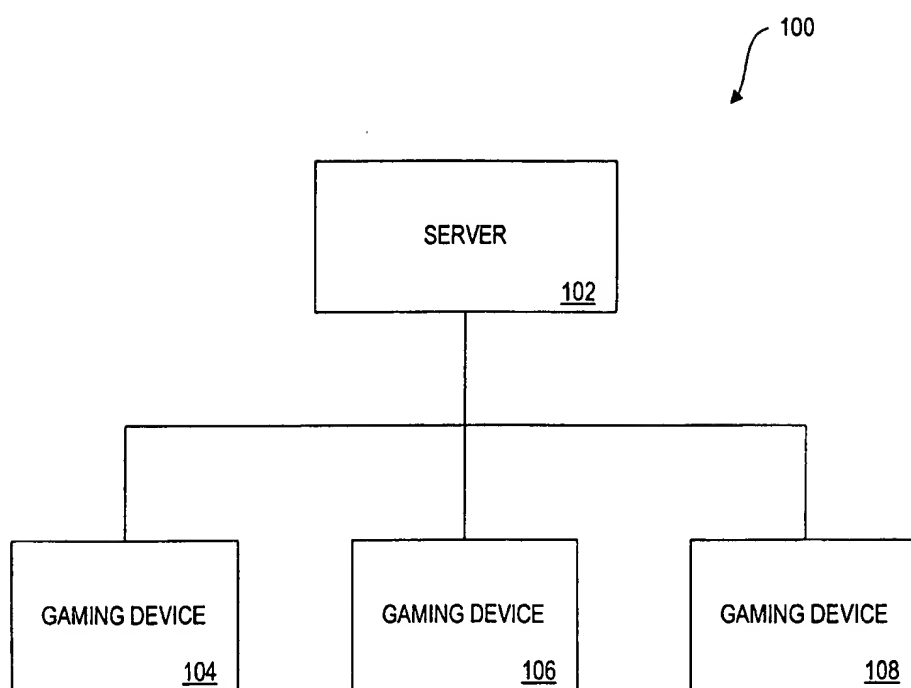 100
SERVER
102
GAMING DEVICE
104
GAMING DEVICE
106
GAMING DEVICE
108